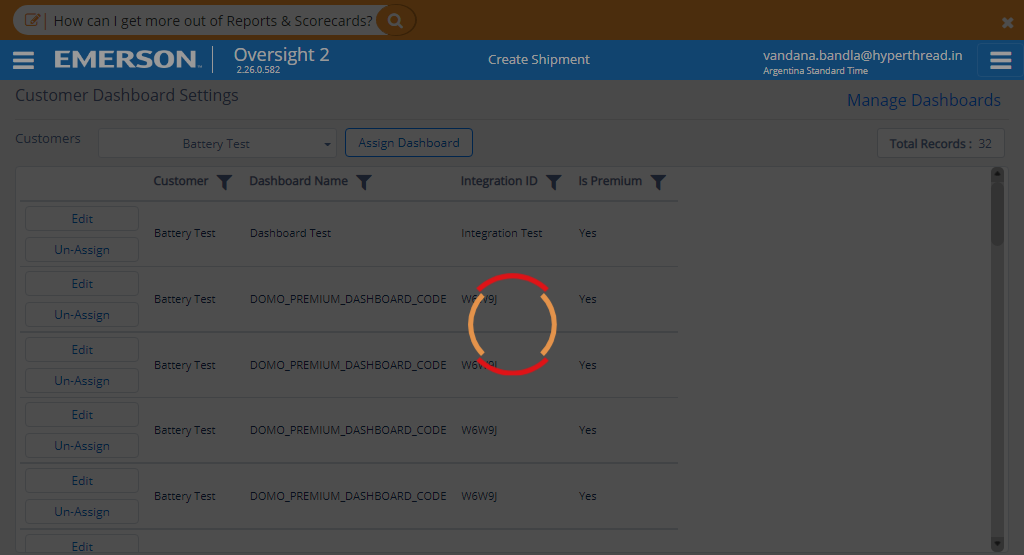 How can I get more out of Reports & Scorecards?
EMERSON Oversight 2
2.26.0.582
Create Shipment
vandana.bandla@hyperthread.in
Argentina Standard Time
Customer Dashboard Settings
Manage Dashboards
Customers Battery Test Assign Dashboard Total Records : 32
Customer Dashboard Name Integration ID Is Premium
Edit
Un-Assign
Battery Test Dashboard Test Integration Test Yes
Edit
Un-Assign
Battery Test DOMO_PREMIUM_DASHBOARD_CODE W6W9J Yes
Edit
Un-Assign
Battery Test DOMO_PREMIUM_DASHBOARD_CODE W6W9J Yes
Edit
Un-Assign
Battery Test DOMO_PREMIUM_DASHBOARD_CODE W6W9J Yes
Edit
Un-Assign
Battery Test DOMO_PREMIUM_DASHBOARD_CODE W6W9J Yes
Edit